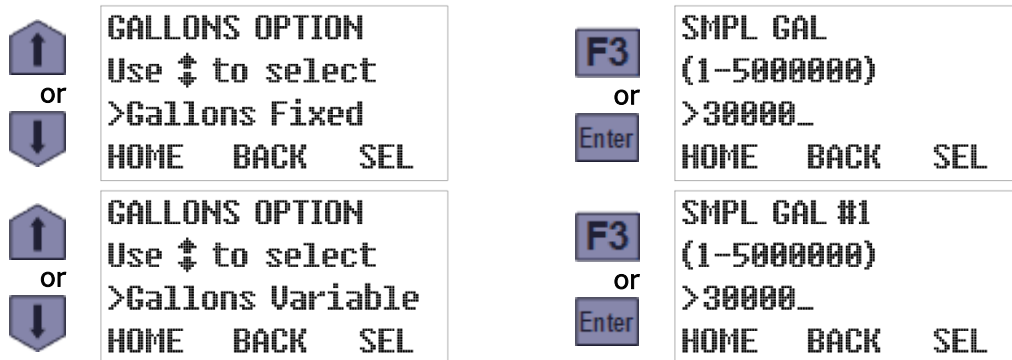 or
GALLONS OPTION
Use ↕ to select
>Gallons Fixed
HOME BACK SEL
F3
or
Enter
SMPL GAL
(1-5000000)
>30000_
HOME BACK SEL
or
GALLONS OPTION
Use ↕ to select
>Gallons Variable
HOME BACK SEL
F3
or
Enter
SMPL GAL #1
(1-5000000)
>30000_
HOME BACK SEL